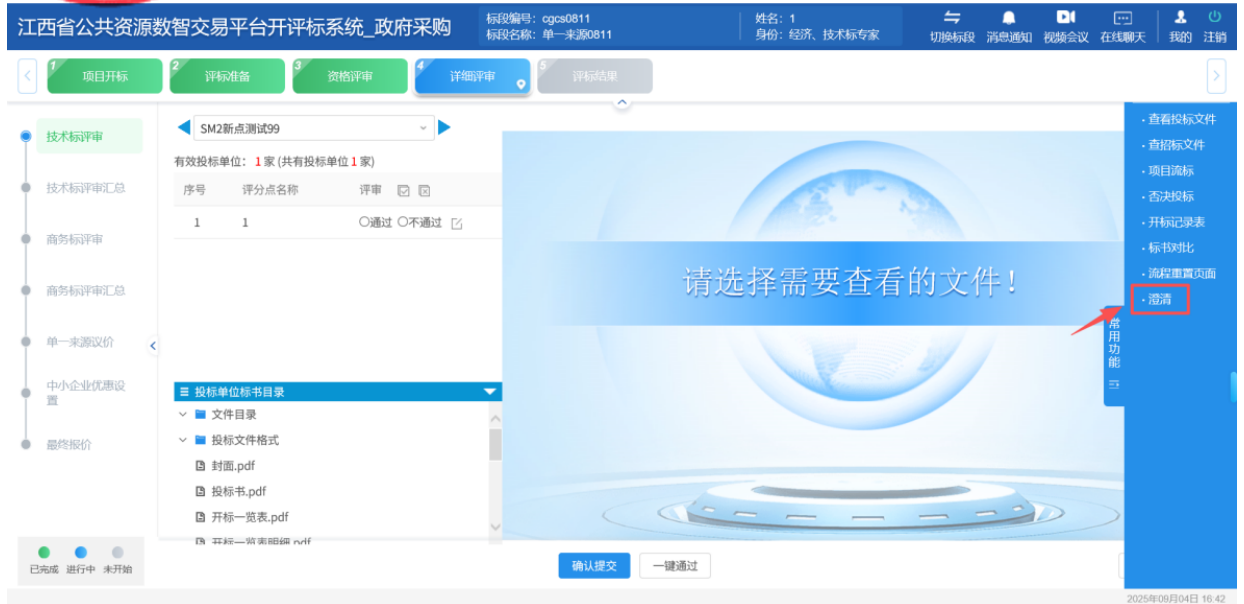 江西省公共资源数智交易平台开评标系统_政府采购
标段编号：cgcs0811
标段名称：单一来源0811
姓名：1
身份：经济、技术标专家
切换标段 消息通知 视频会议 在线聊天 我的 注销
1 项目开标
2 评标准备
3 资格评审
4 详细评审
5 评标结果
技术标评审
技术标评审汇总
商务标评审
商务标评审汇总
单一来源议价
中小企业优惠设
置
最终报价
已完成 进行中 未开始
SM2新点测试99
有效投标单位：1家 (共有投标单位1家)
序号 评分点名称 评审
1 1 通过 不通过
投标单位标书目录
文件目录
投标文件格式
封面.pdf
投标书.pdf
开标一览表.pdf
开标一览表明细.pdf
请选择需要查看的文件！
确认提交 一键通过
· 查看投标文件
· 查招标文件
· 项目流标
· 否决投标
· 开标记录表
· 标书对比
· 流程重置页面
· 澄清
常用功能
2025年09月04日 16:42